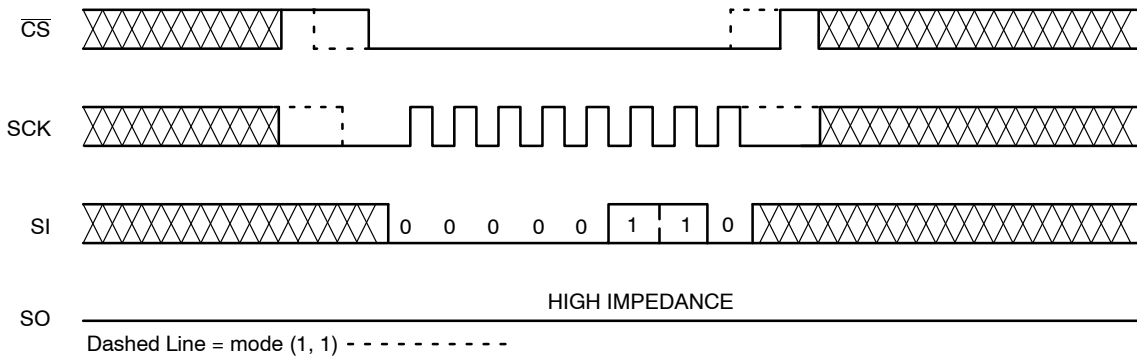 CS
SCK
SI
0 0 0 0 0 1 1 0
HIGH IMPEDANCE
SO
Dashed Line = mode (1, 1) - - - - - - - - - -